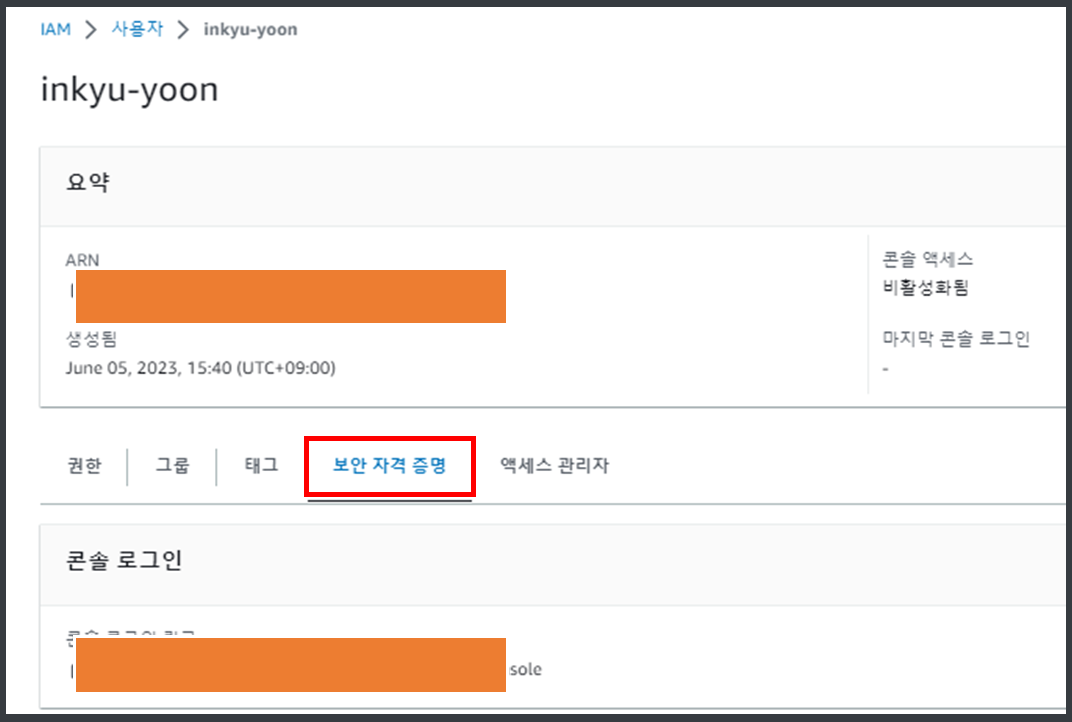 IAM > 사용자 > inkyu-yoon
inkyu-yoon
요약
ARN
콘솔 액세스
비활성화됨
생성됨
June 05, 2023, 15:40 (UTC+09:00)
마지막 콘솔 로그인
-
권한 그룹 태그 보안 자격 증명 액세스 관리자
콘솔 로그인
sole